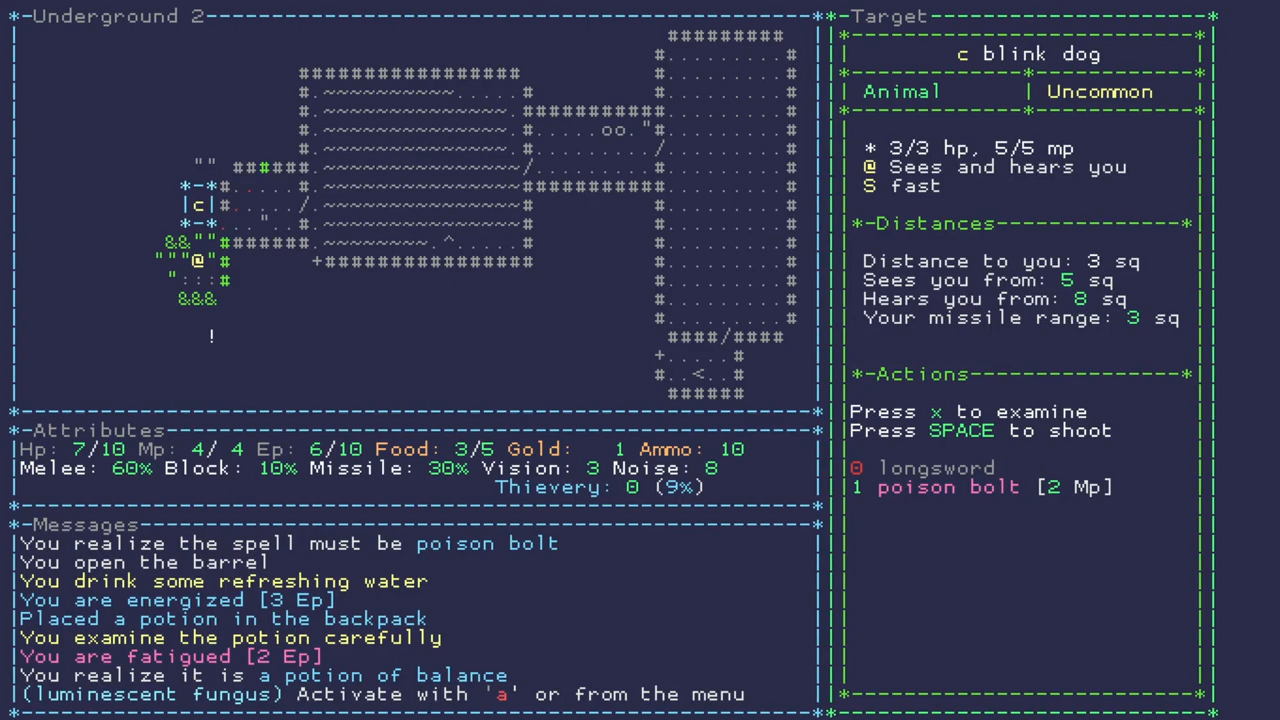 Underground 2
Attributes
Hp: 7/10 Mp: 4/ 4 Ep: 6/10 Food: 3/5 Gold: 1 Ammo: 10
Melee: 60% Block: 10% Missile: 30% Vision: 3 Noise: 8
Thievery: 0 (9%)
Messages
You realize the spell must be poison bolt
You open the barrel
You drink some refreshing water
You are energized [3 Ep]
Placed a potion in the backpack
You examine the potion carefully
You are fatigued [2 Ep]
You realize it is a potion of balance
(luminescent fungus) Activate with 'a' or from the menu
Target
c blink dog
Animal | Uncommon
* 3/3 hp, 5/5 mp
@ Sees and hears you
S fast
Distances
Distance to you: 3 sq
Sees you from: 5 sq
Hears you from: 8 sq
Your missile range: 3 sq
Actions
Press x to examine
Press SPACE to shoot
0 longsword
1 poison bolt [2 Mp]